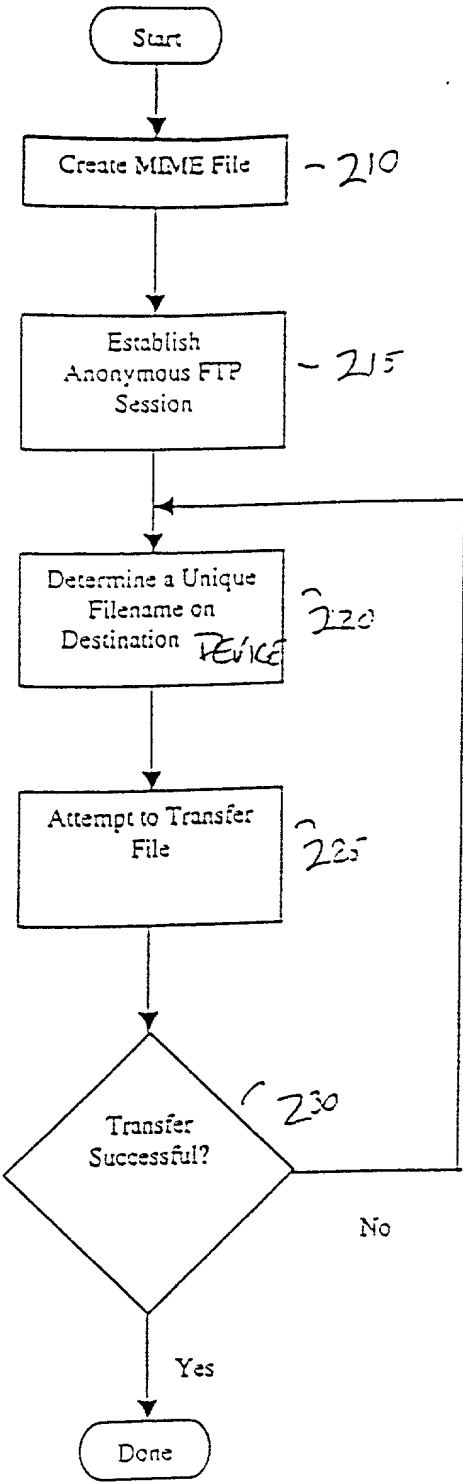 Start
Create MIME File
- 210
Establish
Anonymous FTP
Session
- 215
Determine a Unique
Filename on
Destination DEVICE
220
Attempt to Transfer
File
225
Transfer
Successful?
230
No
Yes
Done